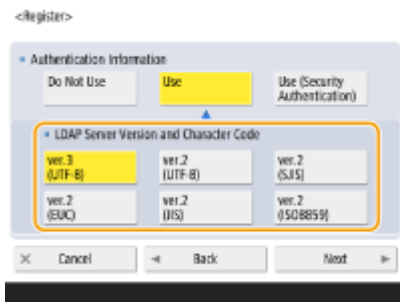 <Register>
Authentication Information
Do Not Use
Use
Use (Security
Authentication)
LDAP Server Version and Character Code
ver.3
(UTF-8)
ver.2
(UTF-8)
ver.2
(SJIS)
ver.2
(EUC)
ver.2
(JIS)
ver.2
(ISO8859)
Cancel
Back
Next